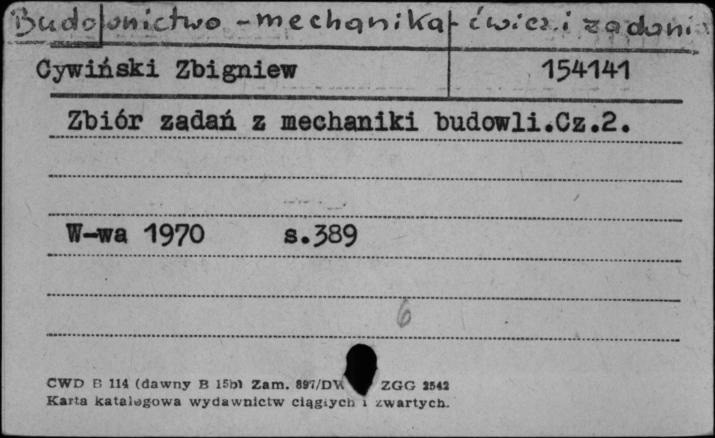 Budownictwo - mechanika - ćwicz. i zadania
Cywiński Zbigniew 154141
Zbiór zadań z mechaniki budowli.Cz.2.
W-wa 1970 s.389
6
CWD B 114 (dawny B 15b) Zam. 897/DW ZGG 2542
Karta katalogowa wydawnictw ciągłych i zwartych.